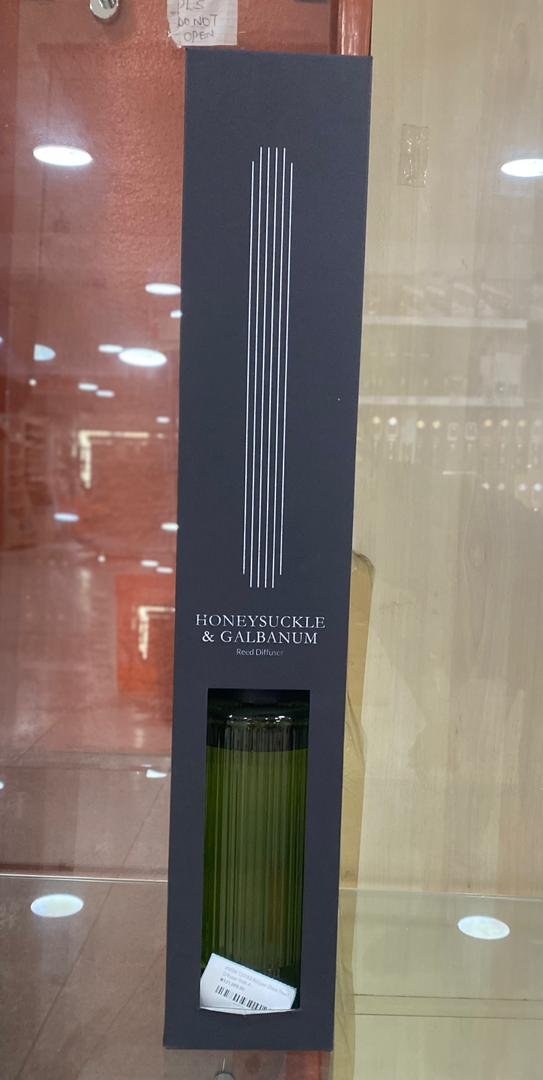 PLS
DO NOT
OPEN
HONEYSUCKLE
& GALBANUM
Reed Diffuser